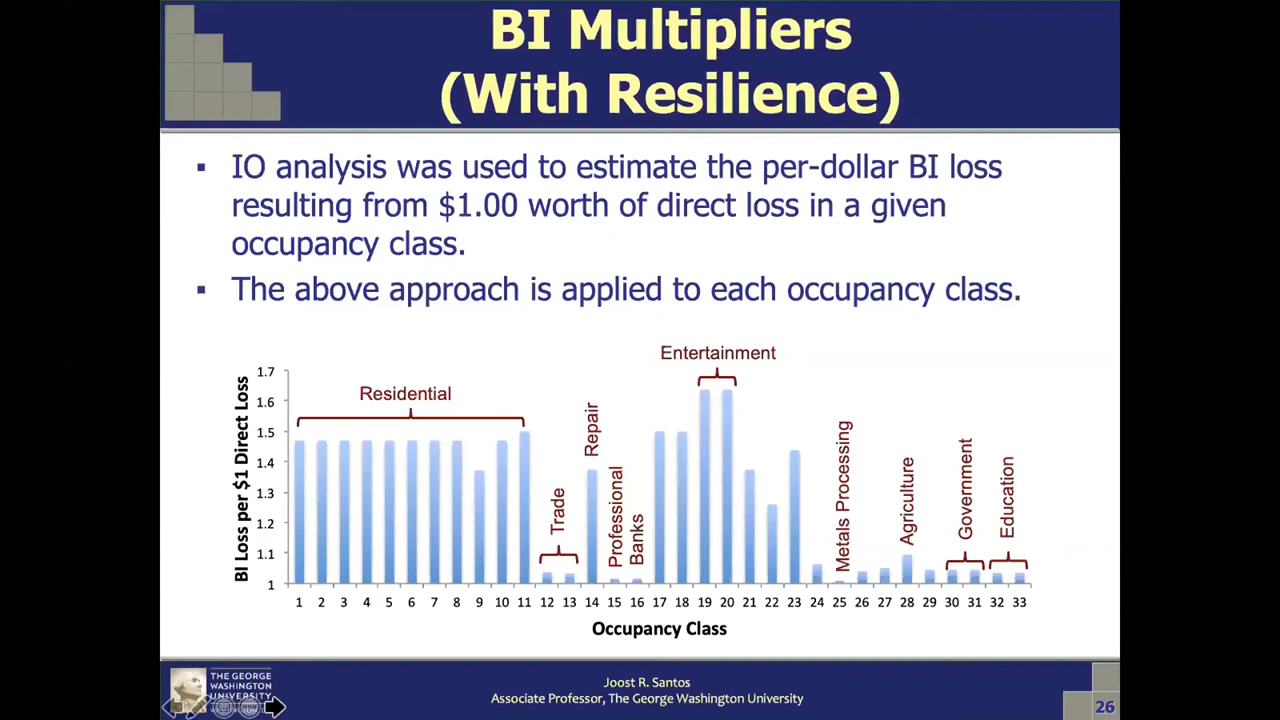 BI Multipliers
(With Resilience)
▪ IO analysis was used to estimate the per-dollar BI loss
resulting from $1.00 worth of direct loss in a given
occupancy class.
▪ The above approach is applied to each occupancy class.
Entertainment
Residential
Repair
Trade
Professional
Banks
Metals Processing
Agriculture
Government
Education
BI Loss per $1 Direct Loss
1.7
1.6
1.5
1.4
1.3
1.2
1.1
1
1 2 3 4 5 6 7 8 9 10 11 12 13 14 15 16 17 18 19 20 21 22 23 24 25 26 27 28 29 30 31 32 33
Occupancy Class
THE GEORGE
WASHINGTON
UNIVERSITY
Joost R. Santos
Associate Professor, The George Washington University
26